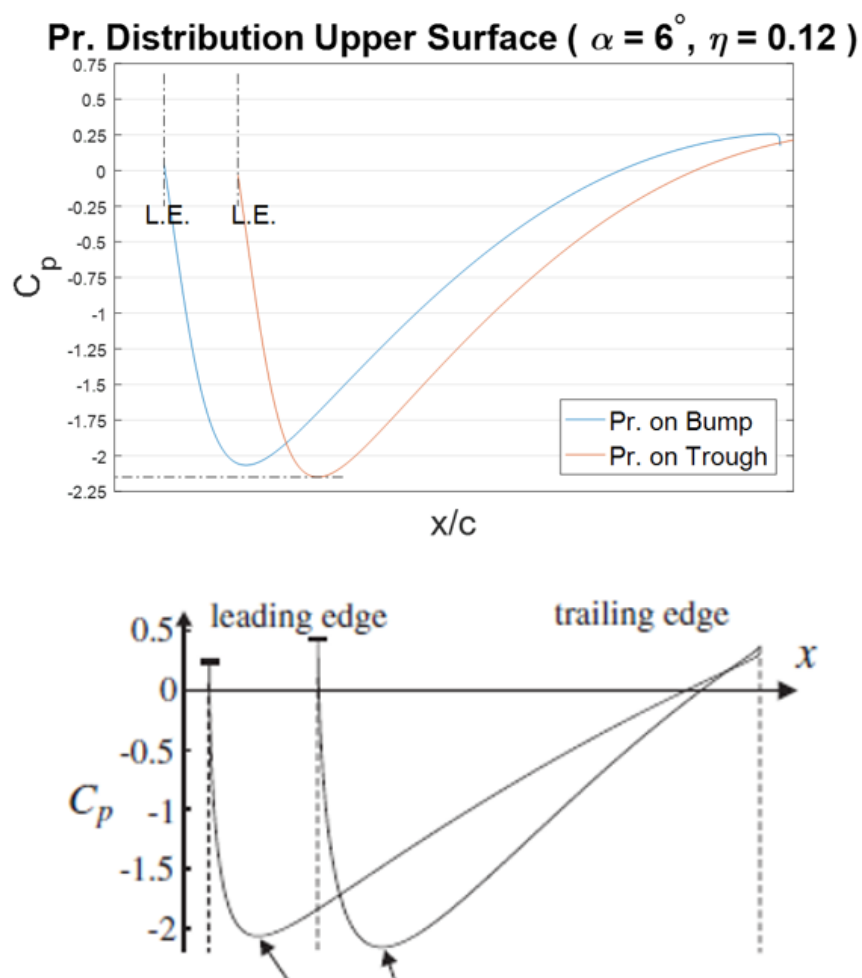 Pr. Distribution Upper Surface ( α = 6°, η = 0.12 )
0.75
0.5
0.25
0
-0.25
-0.5
-0.75
-1
-1.25
-1.5
-1.75
-2
-2.25
C_p
L.E.
L.E.
Pr. on Bump
Pr. on Trough
x/c
leading edge
trailing edge
0.5
0
-0.5
-1
-1.5
-2
C_p
x